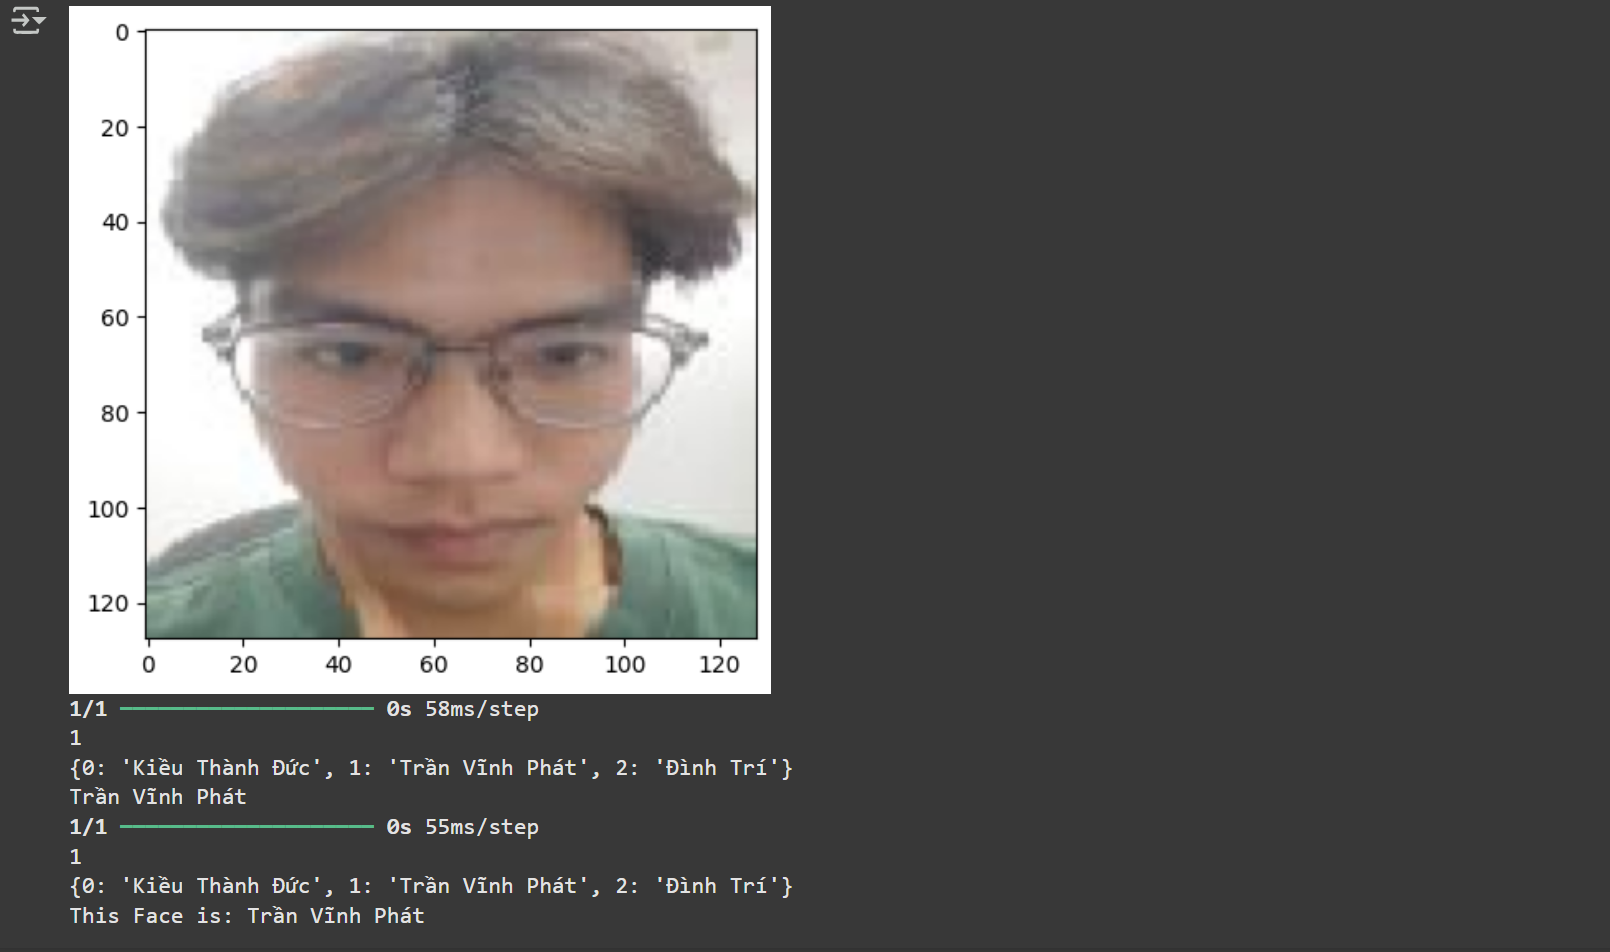 0
20
40
60
80
100
120
0 20 40 60 80 100 120
1/1 ━━━━━━━━━━━━━━━━━━━━ 0s 58ms/step
1
{0: 'Kiều Thành Đức', 1: 'Trần Vĩnh Phát', 2: 'Đình Trí'}
Trần Vĩnh Phát
1/1 ━━━━━━━━━━━━━━━━━━━━ 0s 55ms/step
1
{0: 'Kiều Thành Đức', 1: 'Trần Vĩnh Phát', 2: 'Đình Trí'}
This Face is: Trần Vĩnh Phát